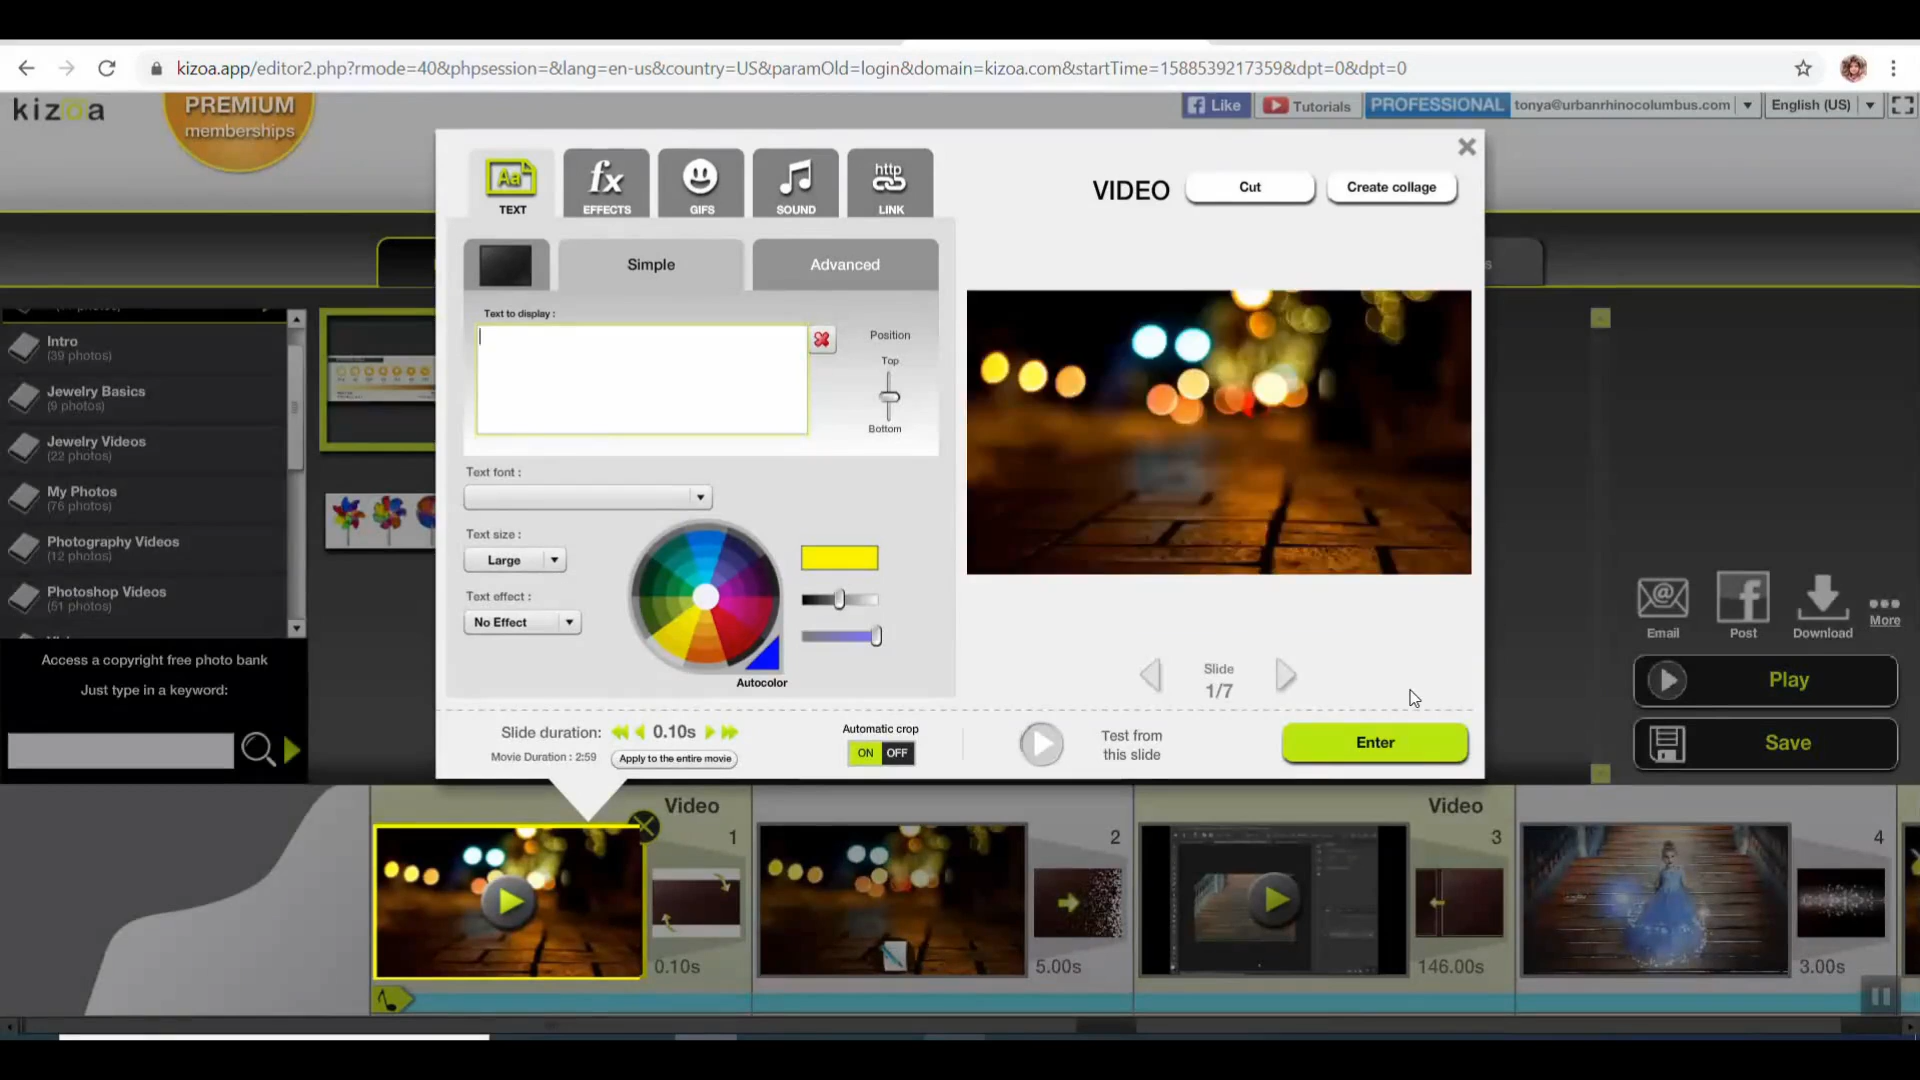 kizoa.app/editor2.php?rmode=40&phpsession=&lang=en-us&country=US&paramOld=login&domain=kizoa.com&startTime=1588539217359&dpt=0&dpt=0
kizoa
PREMIUM
memberships
Like
Tutorials
PROFESSIONAL
tonya@urbanrhinocolumbus.com
English (US)
Aa
TEXT
fx
EFFECTS
GIFS
SOUND
http
LINK
VIDEO
Cut
Create collage
Simple
Advanced
Text to display :
Position
Top
Bottom
Text font :
Text size :
Large
Text effect :
No Effect
Autocolor
Slide
1/7
Slide duration:
0.10s
Movie Duration : 2:59
Apply to the entire movie
Automatic crop
ON
OFF
Test from
this slide
Enter
Intro
(39 photos)
Jewelry Basics
(9 photos)
Jewelry Videos
(22 photos)
My Photos
(76 photos)
Photography Videos
(12 photos)
Photoshop Videos
(51 photos)
Access a copyright free photo bank
Just type in a keyword:
Email
Post
Download
More
Play
Save
Video
1
0.10s
2
5.00s
Video
3
146.00s
4
3.00s